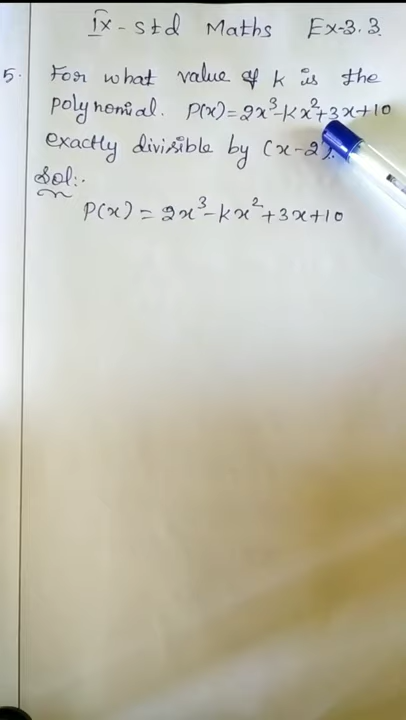 IX - std Maths Ex-3.3
5. For what value of k is the
polynomial. P(x)=2x³-kx²+3x+10
exactly divisible by (x-2).
Sol:-
P(x) = 2x³-kx²+3x+10